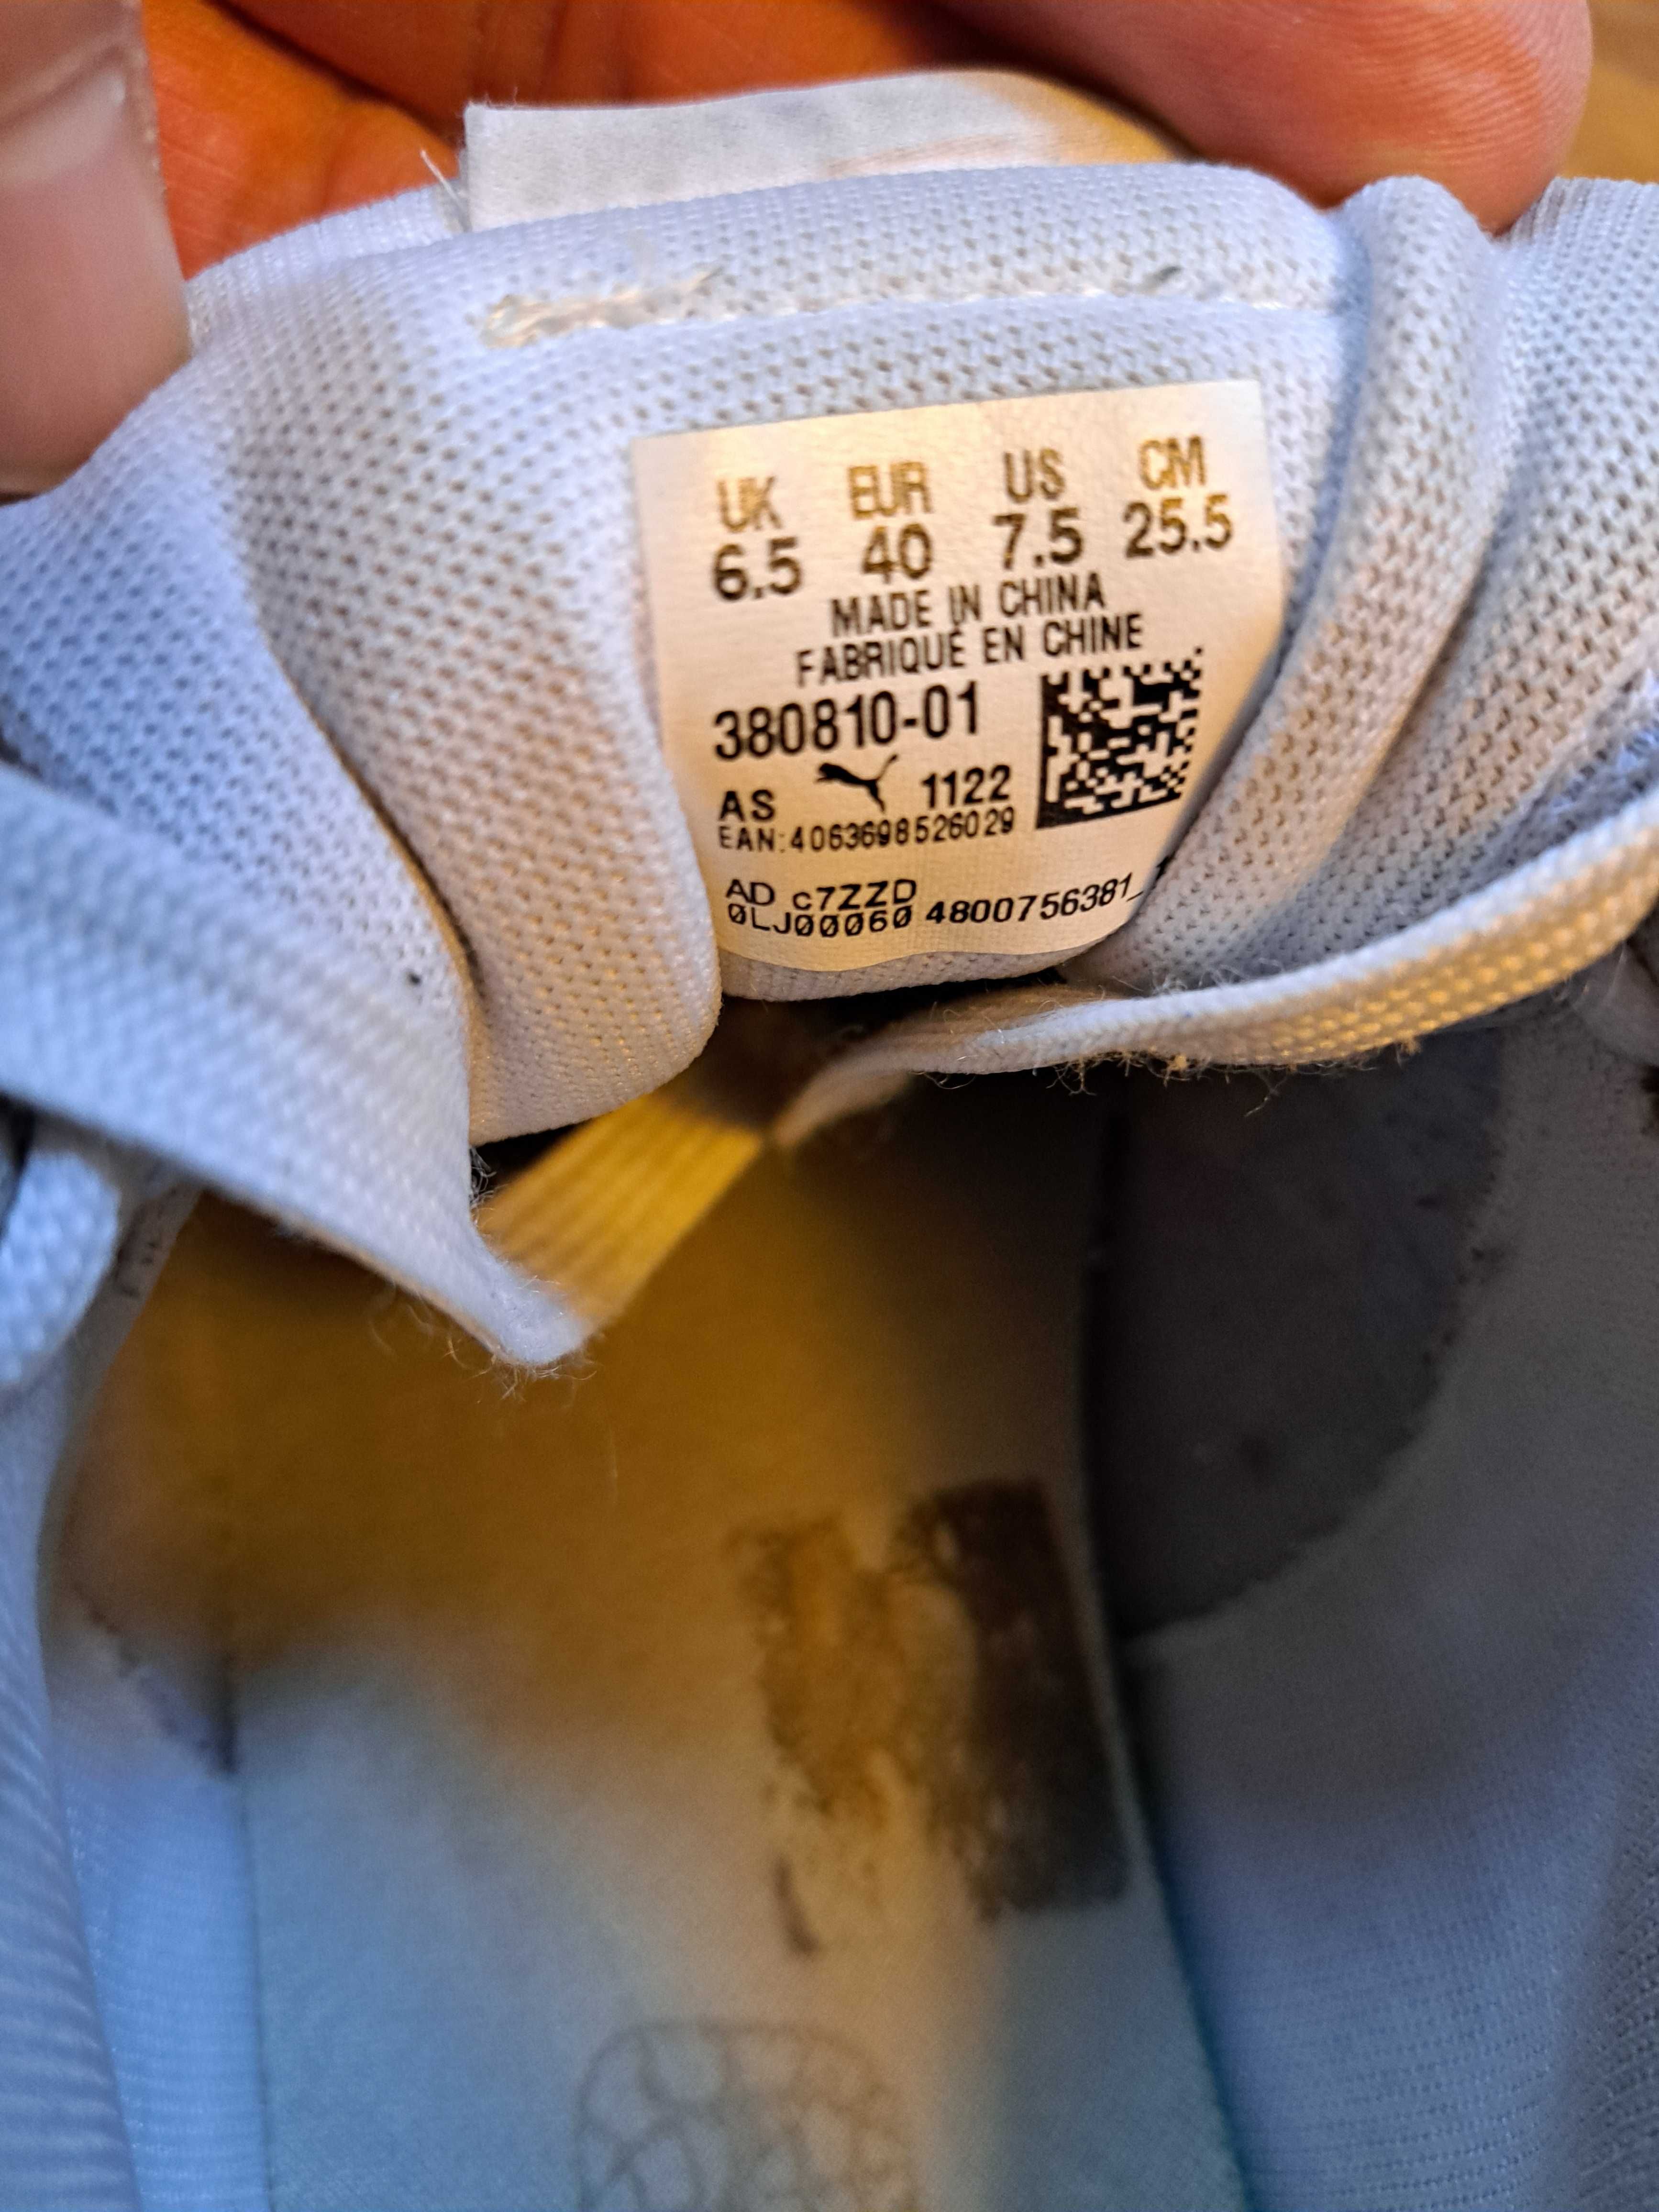 UK EUR US CM
6.5 40 7.5 25.5
MADE IN CHINA
FABRIQUÉ EN CHINE
380810-01
AS 1122
EAN:4063698526029
AD c7ZZD
0LJ00060 4800756381_